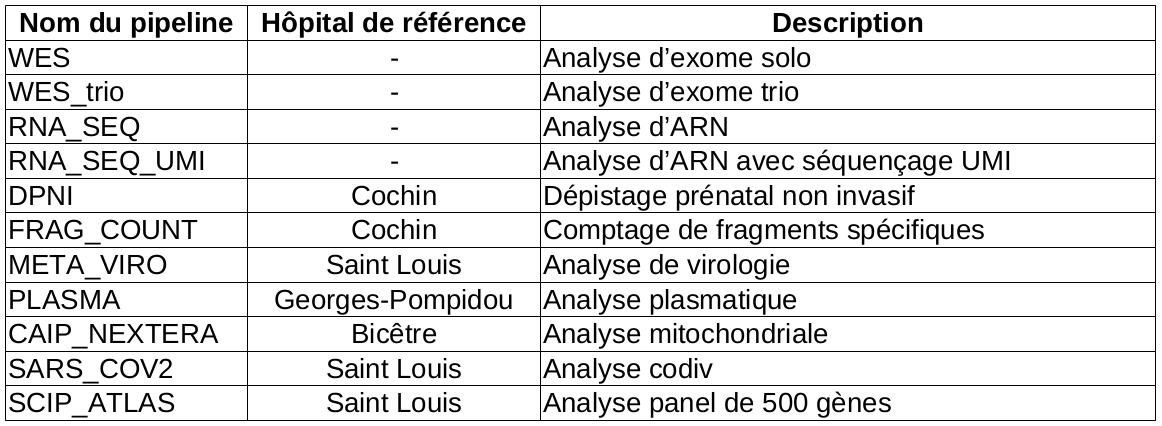 Nom du pipeline Hôpital de référence Description
WES - Analyse d’exome solo
WES_trio - Analyse d’exome trio
RNA_SEQ - Analyse d’ARN
RNA_SEQ_UMI - Analyse d’ARN avec séquençage UMI
DPNI Cochin Dépistage prénatal non invasif
FRAG_COUNT Cochin Comptage de fragments spécifiques
META_VIRO Saint Louis Analyse de virologie
PLASMA Georges-Pompidou Analyse plasmatique
CAIP_NEXTERA Bicêtre Analyse mitochondriale
SARS_COV2 Saint Louis Analyse codiv
SCIP_ATLAS Saint Louis Analyse panel de 500 gènes